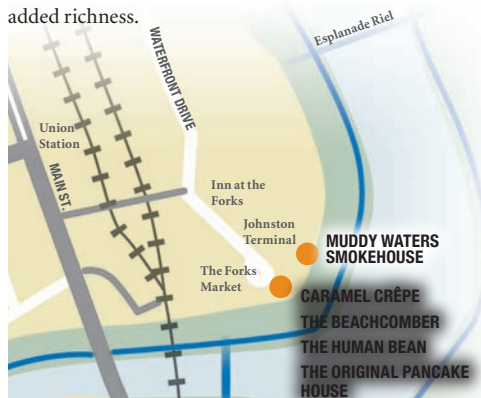 added richness.
Esplanade Riel
WATERFRONT DRIVE
Union
Station
MAIN ST.
Inn at the
Forks
Johnston
Terminal
MUDDY WATERS
SMOKEHOUSE
The Forks
Market
CARAMEL CRÊPE
THE BEACHCOMBER
THE HUMAN BEAN
THE ORIGINAL PANCAKE
HOUSE